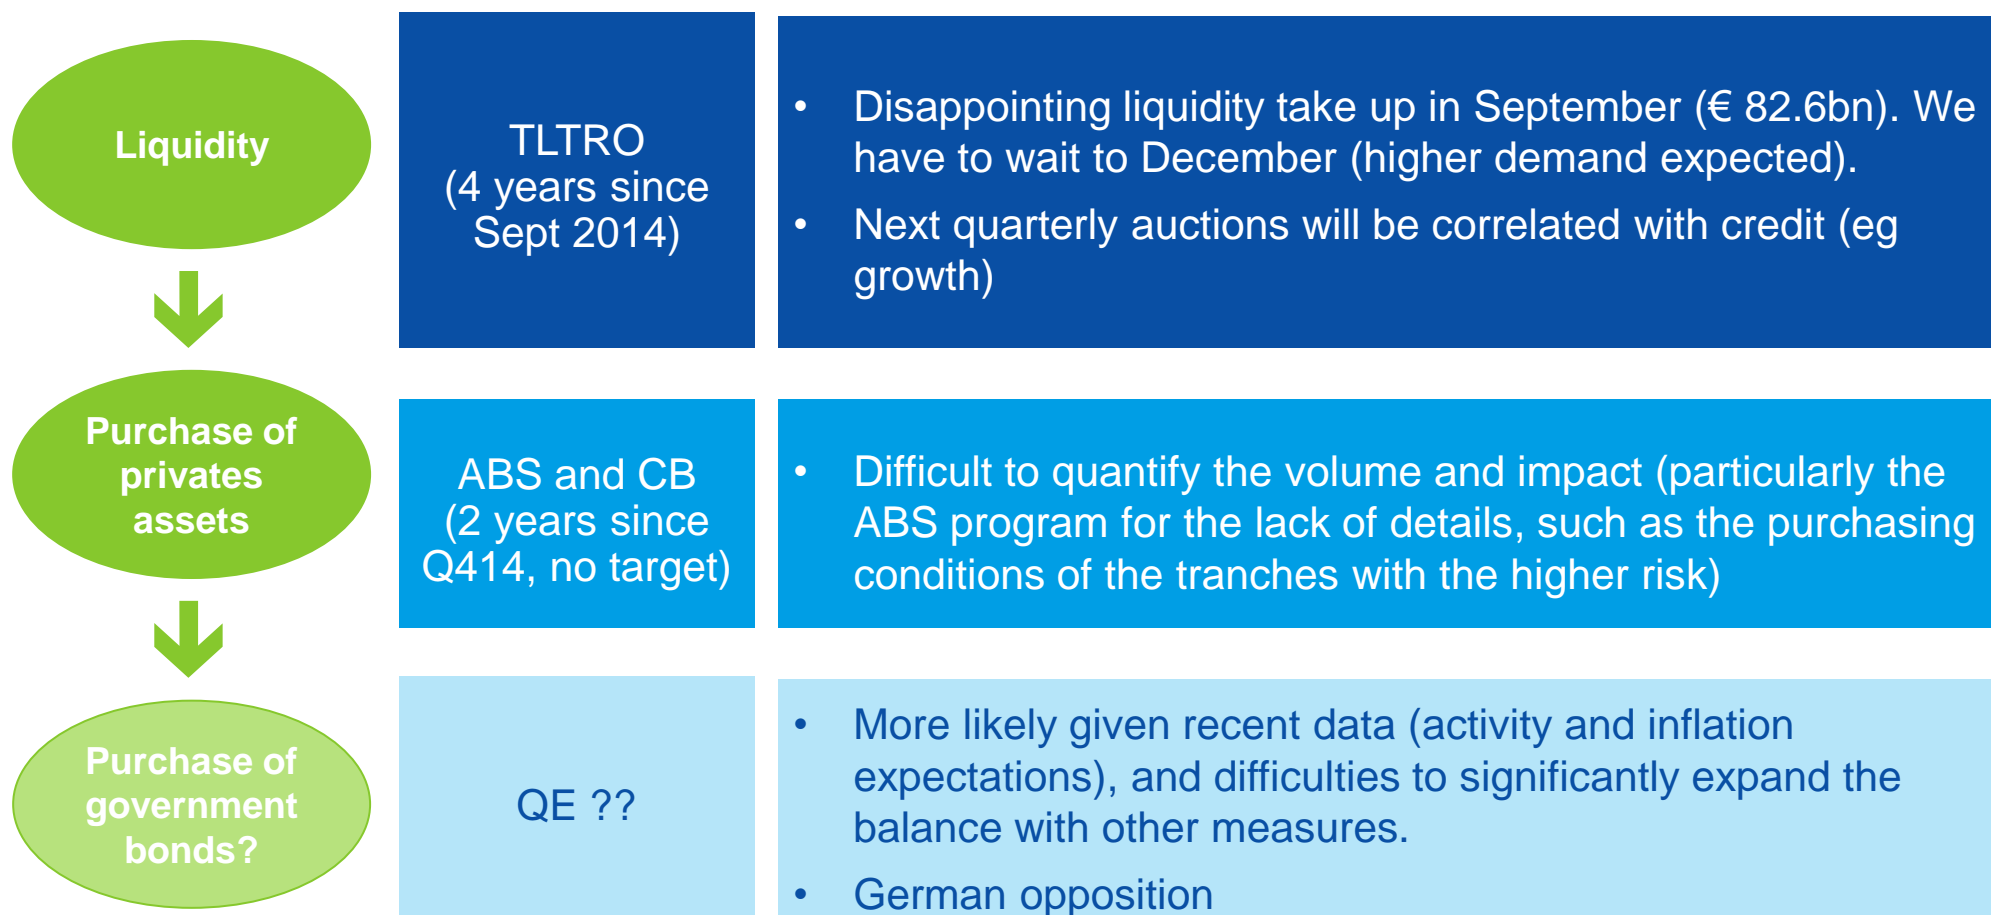 Liquidity
TLTRO
(4 years since
Sept 2014)
• Disappointing liquidity take up in September (€ 82.6bn). We
have to wait to December (higher demand expected).
• Next quarterly auctions will be correlated with credit (eg
growth)
Purchase of
privates
assets
ABS and CB
(2 years since
Q414, no target)
• Difficult to quantify the volume and impact (particularly the
ABS program for the lack of details, such as the purchasing
conditions of the tranches with the higher risk)
Purchase of
government
bonds?
QE ??
• More likely given recent data (activity and inflation
expectations), and difficulties to significantly expand the
balance with other measures.
• German opposition